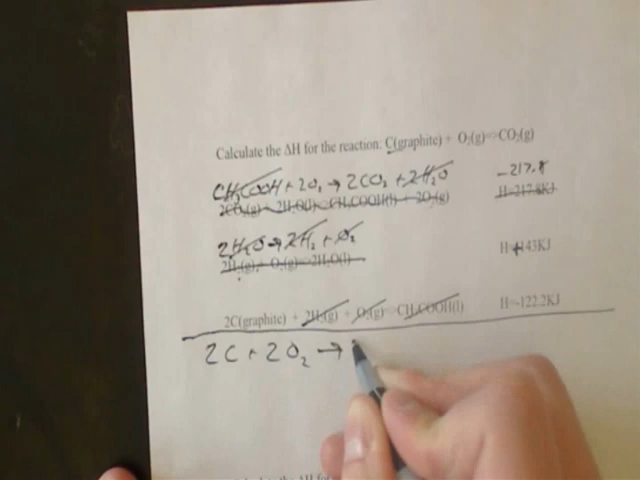 Calculate the ΔH for the reaction: C(graphite) + O₂(g)->CO₂(g)
CH₃COOH + 2O₂ → 2CO₂ + 2H₂O -217.8
2CO₂(g) + 2H₂O(l)->CH₃COOH(l) + 2O₂(g) H=217.8KJ
2H₂O → 2H₂ + O₂
2H₂(g) + O₂(g)->2H₂O(l) H=+143KJ
2C(graphite) + 2H₂(g) + O₂(g)->CH₃COOH(l) H=-122.2KJ
2C + 2O₂ →